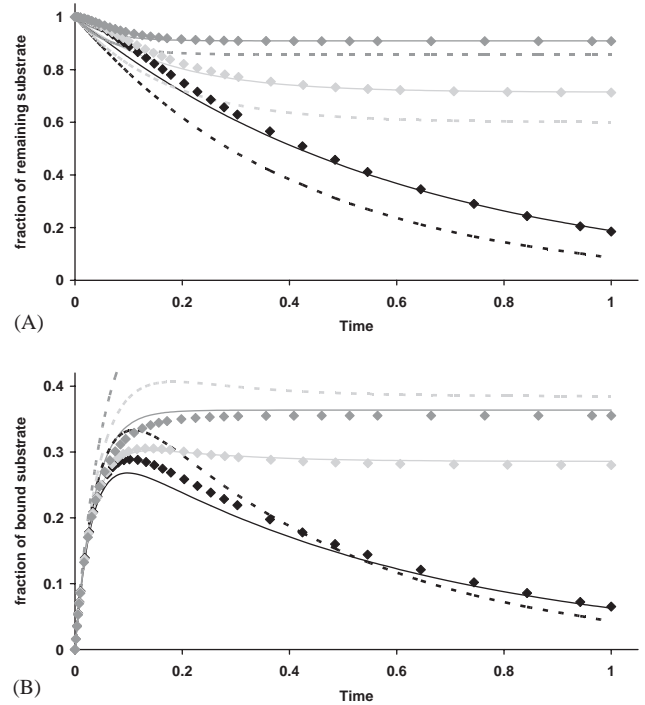 1
0.8
0.6
0.4
0.2
0
fraction of remaining substrate
0 0.2 0.4 0.6 0.8 1
Time
(A)
0.4
0.3
0.2
0.1
0
fraction of bound substrate
0 0.2 0.4 0.6 0.8 1
Time
(B)